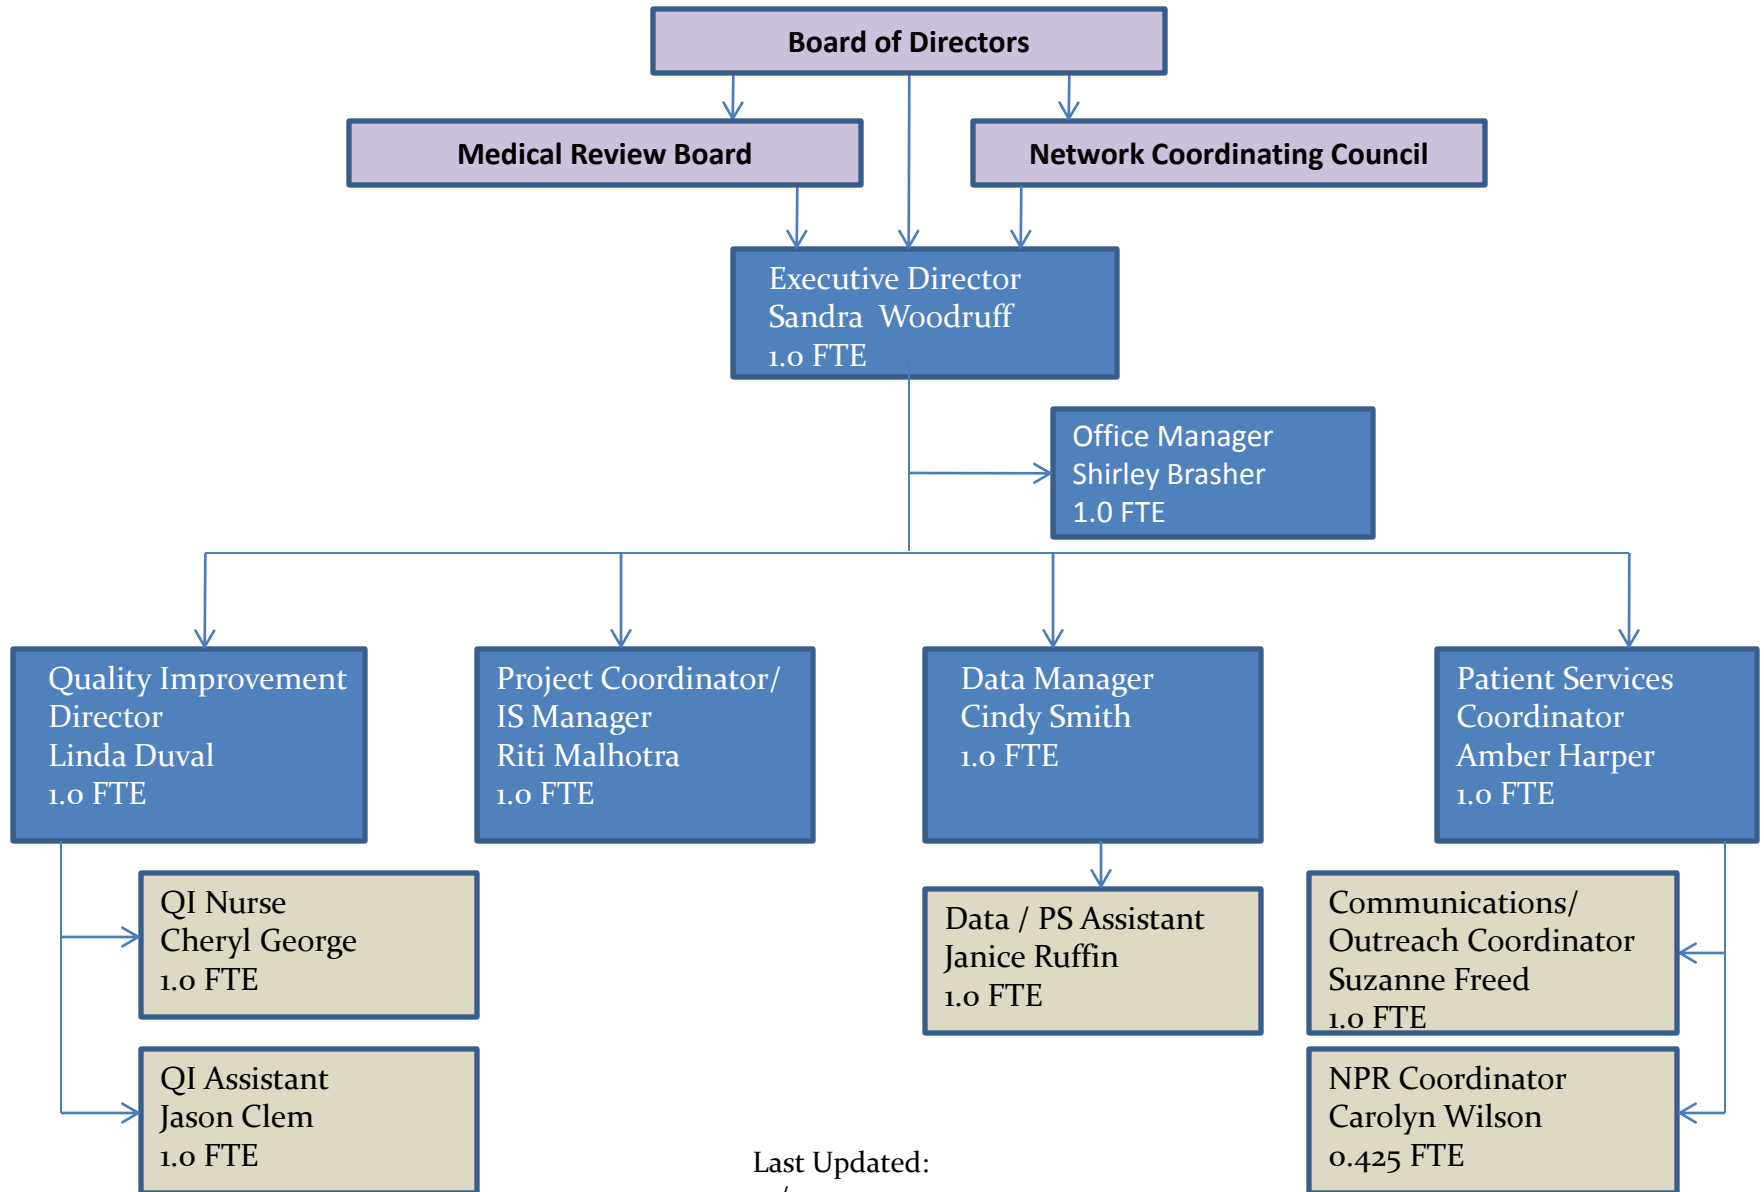 Board of Directors
Medical Review Board
Network Coordinating Council
Executive Director
Sandra Woodruff
1.0 FTE
Office Manager
Shirley Brasher
1.0 FTE
Quality Improvement
Director
Linda Duval
1.0 FTE
Project Coordinator/
IS Manager
Riti Malhotra
1.0 FTE
Data Manager
Cindy Smith
1.0 FTE
Patient Services
Coordinator
Amber Harper
1.0 FTE
QI Nurse
Cheryl George
1.0 FTE
Data / PS Assistant
Janice Ruffin
1.0 FTE
Communications/
Outreach Coordinator
Suzanne Freed
1.0 FTE
QI Assistant
Jason Clem
1.0 FTE
NPR Coordinator
Carolyn Wilson
0.425 FTE
Last Updated: